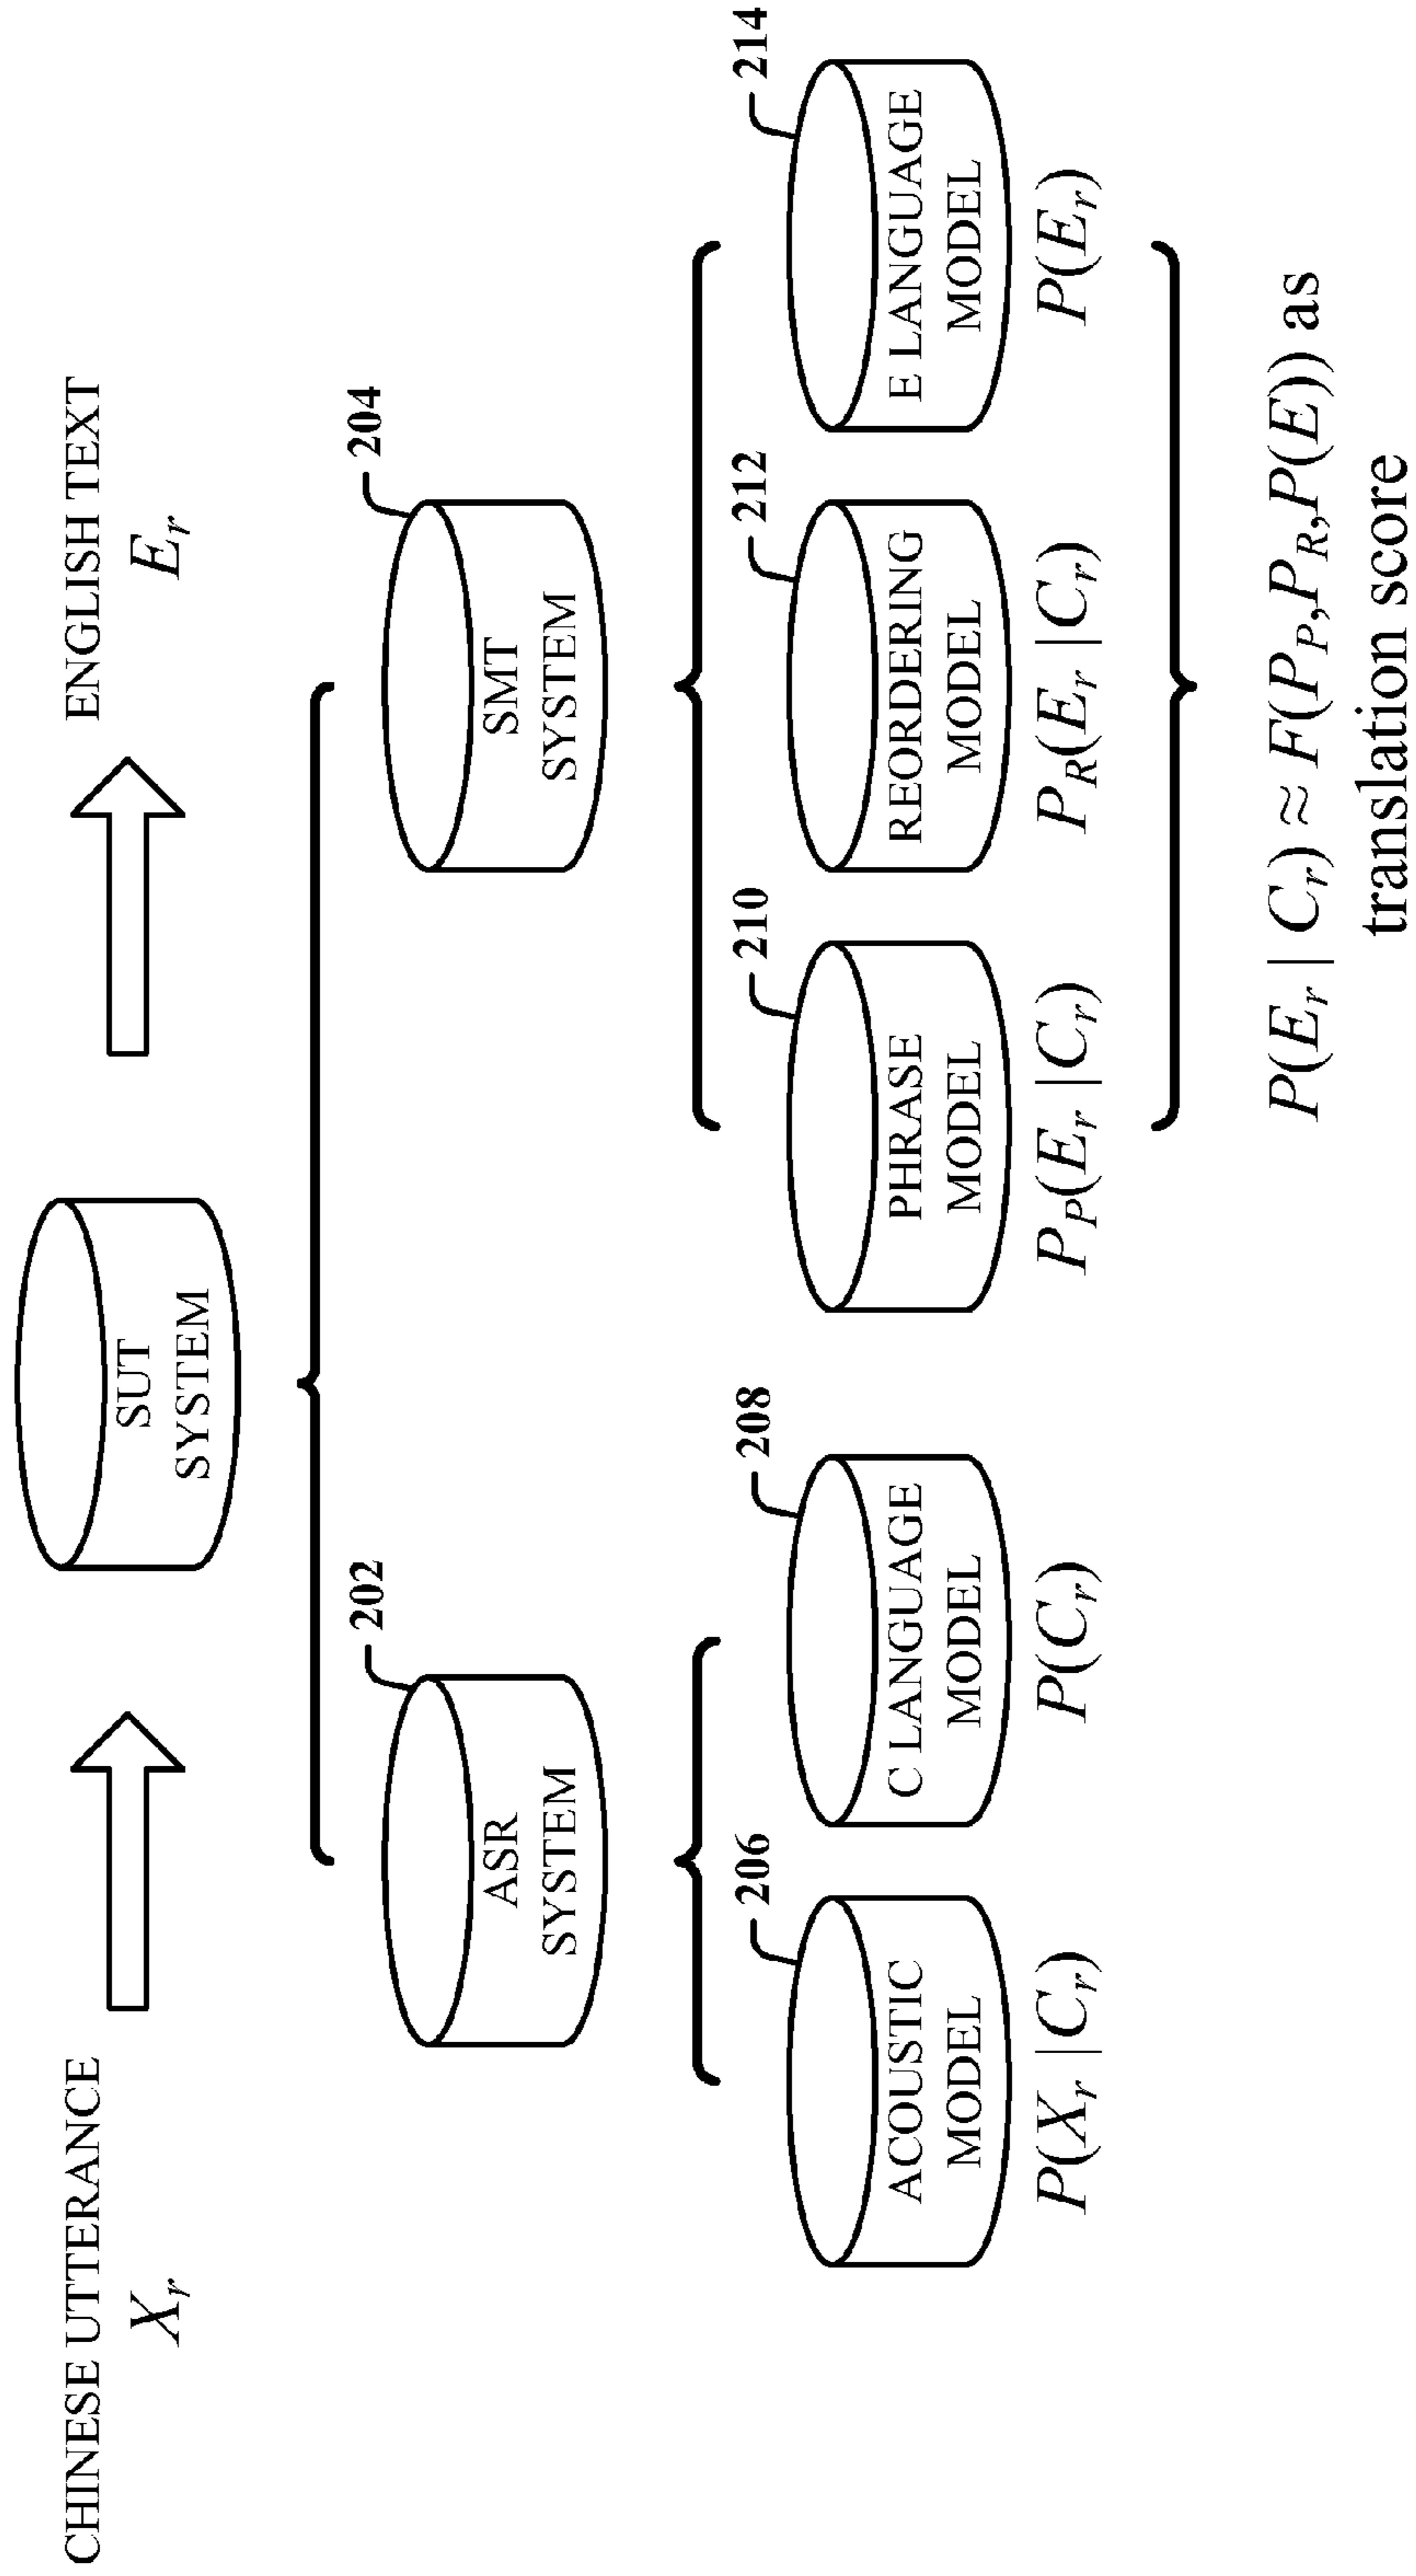 CHINESE UTTERANCE
X_r
SUT
SYSTEM
ENGLISH TEXT
E_r
202
ASR
SYSTEM
204
SMT
SYSTEM
206
ACOUSTIC
MODEL
P(X_r | C_r)
208
C LANGUAGE
MODEL
P(C_r)
210
PHRASE
MODEL
P_P(E_r | C_r)
212
REORDERING
MODEL
P_R(E_r | C_r)
214
E LANGUAGE
MODEL
P(E_r)
P(E_r | C_r) ≈ F(P_P,P_R,P(E)) as
translation score